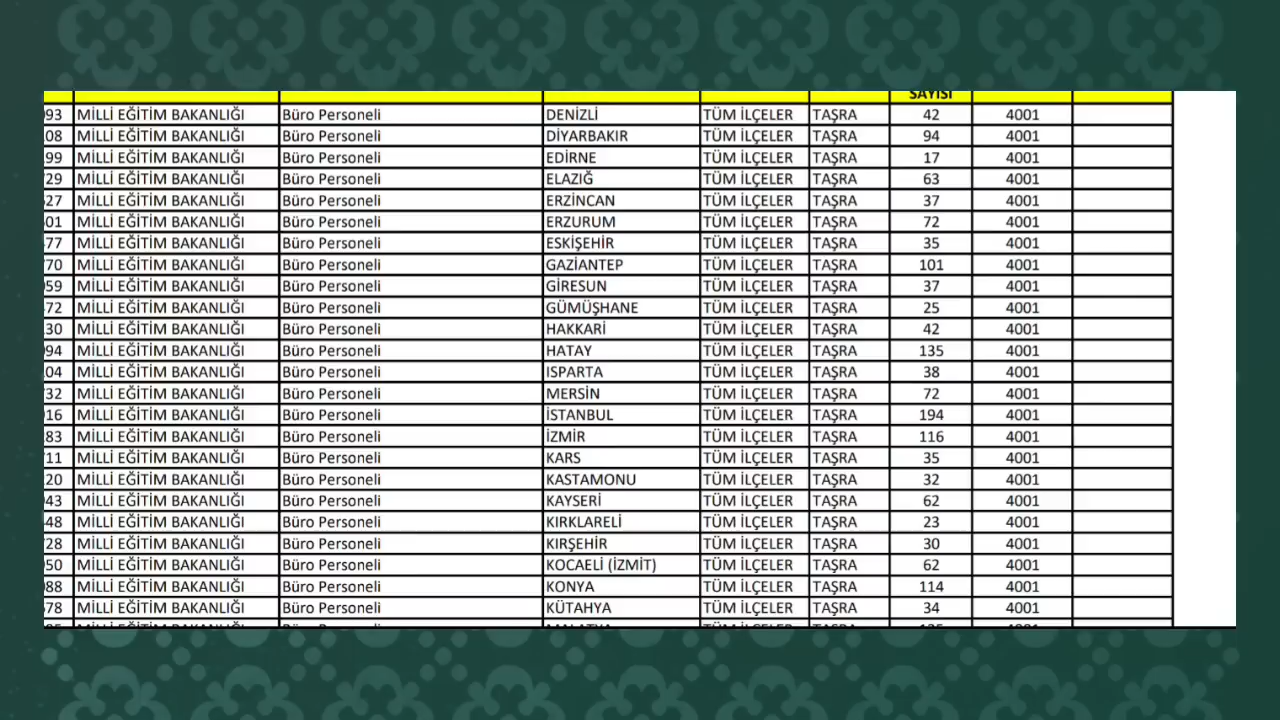 SAYISI
093 MİLLİ EĞİTİM BAKANLIĞI Büro Personeli DENİZLİ TÜM İLÇELER TAŞRA 42 4001
08 MİLLİ EĞİTİM BAKANLIĞI Büro Personeli DİYARBAKIR TÜM İLÇELER TAŞRA 94 4001
99 MİLLİ EĞİTİM BAKANLIĞI Büro Personeli EDİRNE TÜM İLÇELER TAŞRA 17 4001
729 MİLLİ EĞİTİM BAKANLIĞI Büro Personeli ELAZIĞ TÜM İLÇELER TAŞRA 63 4001
27 MİLLİ EĞİTİM BAKANLIĞI Büro Personeli ERZİNCAN TÜM İLÇELER TAŞRA 37 4001
01 MİLLİ EĞİTİM BAKANLIĞI Büro Personeli ERZURUM TÜM İLÇELER TAŞRA 72 4001
77 MİLLİ EĞİTİM BAKANLIĞI Büro Personeli ESKİŞEHİR TÜM İLÇELER TAŞRA 35 4001
770 MİLLİ EĞİTİM BAKANLIĞI Büro Personeli GAZİANTEP TÜM İLÇELER TAŞRA 101 4001
059 MİLLİ EĞİTİM BAKANLIĞI Büro Personeli GİRESUN TÜM İLÇELER TAŞRA 37 4001
72 MİLLİ EĞİTİM BAKANLIĞI Büro Personeli GÜMÜŞHANE TÜM İLÇELER TAŞRA 25 4001
30 MİLLİ EĞİTİM BAKANLIĞI Büro Personeli HAKKARİ TÜM İLÇELER TAŞRA 42 4001
094 MİLLİ EĞİTİM BAKANLIĞI Büro Personeli HATAY TÜM İLÇELER TAŞRA 135 4001
04 MİLLİ EĞİTİM BAKANLIĞI Büro Personeli ISPARTA TÜM İLÇELER TAŞRA 38 4001
732 MİLLİ EĞİTİM BAKANLIĞI Büro Personeli MERSİN TÜM İLÇELER TAŞRA 72 4001
16 MİLLİ EĞİTİM BAKANLIĞI Büro Personeli İSTANBUL TÜM İLÇELER TAŞRA 194 4001
83 MİLLİ EĞİTİM BAKANLIĞI Büro Personeli İZMİR TÜM İLÇELER TAŞRA 116 4001
711 MİLLİ EĞİTİM BAKANLIĞI Büro Personeli KARS TÜM İLÇELER TAŞRA 35 4001
20 MİLLİ EĞİTİM BAKANLIĞI Büro Personeli KASTAMONU TÜM İLÇELER TAŞRA 32 4001
043 MİLLİ EĞİTİM BAKANLIĞI Büro Personeli KAYSERİ TÜM İLÇELER TAŞRA 62 4001
48 MİLLİ EĞİTİM BAKANLIĞI Büro Personeli KIRKLARELİ TÜM İLÇELER TAŞRA 23 4001
728 MİLLİ EĞİTİM BAKANLIĞI Büro Personeli KIRŞEHİR TÜM İLÇELER TAŞRA 30 4001
050 MİLLİ EĞİTİM BAKANLIĞI Büro Personeli KOCAELİ (İZMİT) TÜM İLÇELER TAŞRA 62 4001
088 MİLLİ EĞİTİM BAKANLIĞI Büro Personeli KONYA TÜM İLÇELER TAŞRA 114 4001
78 MİLLİ EĞİTİM BAKANLIĞI Büro Personeli KÜTAHYA TÜM İLÇELER TAŞRA 34 4001